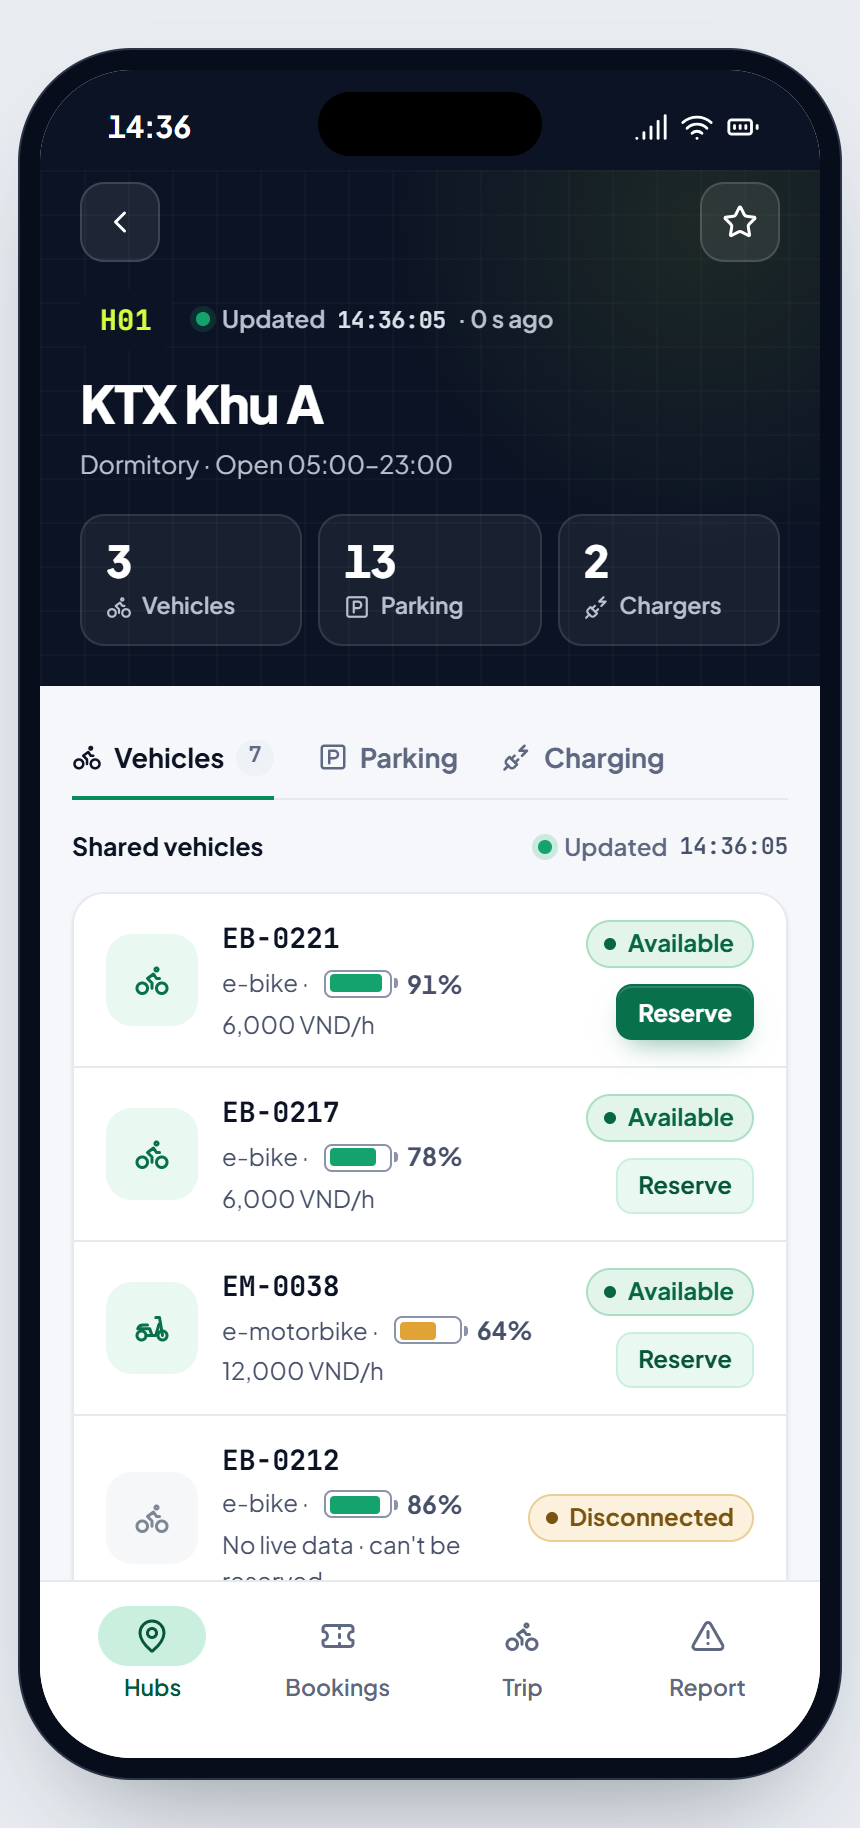 14:36
H01
Updated 14:36:05 · 0 s ago
KTX Khu A
Dormitory · Open 05:00–23:00
3
Vehicles
13
Parking
2
Chargers
Vehicles 7
Parking
Charging
Shared vehicles
Updated 14:36:05
EB-0221
e-bike · 91%
6,000 VND/h
Available
Reserve
EB-0217
e-bike · 78%
6,000 VND/h
Available
Reserve
EM-0038
e-motorbike · 64%
12,000 VND/h
Available
Reserve
EB-0212
e-bike · 86%
No live data · can't be
reserved
Disconnected
Hubs
Bookings
Trip
Report